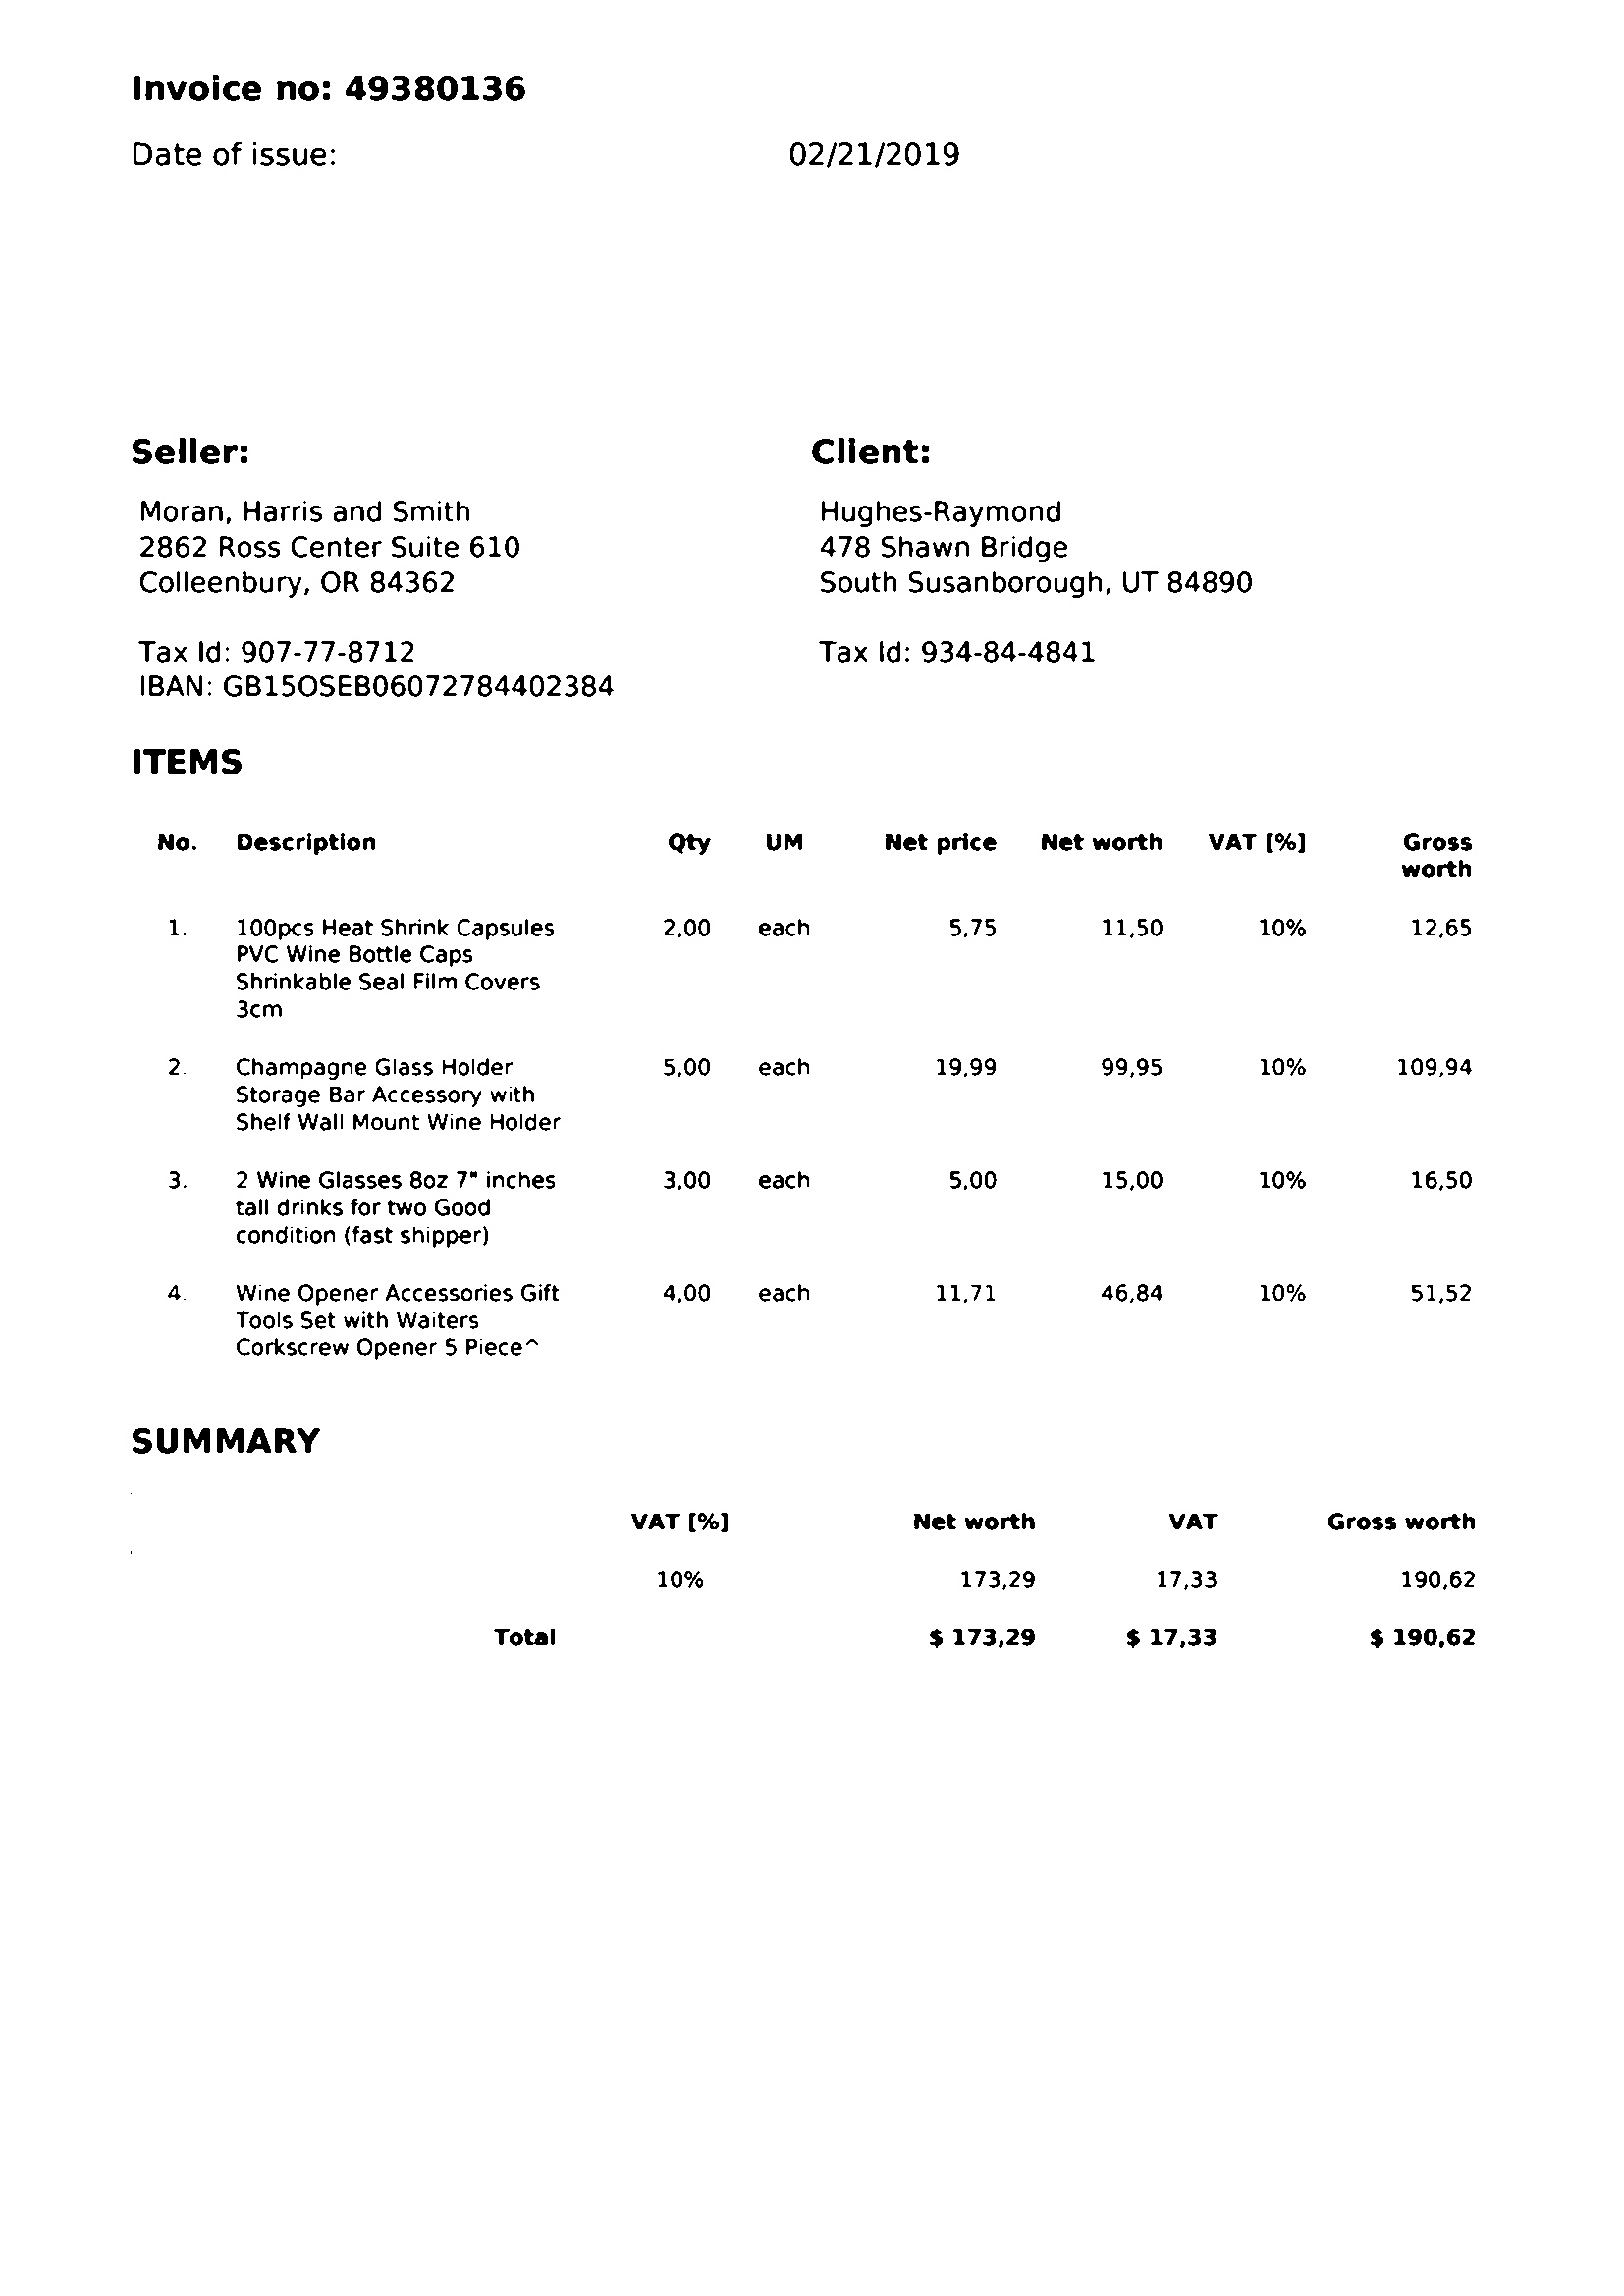 Invoice no: 49380136
Date of issue: 02/21/2019
Seller: Client:
Moran, Harris and Smith Hughes-Raymond
2862 Ross Center Suite 610 478 Shawn Bridge
Colleenbury, OR 84362 South Susanborough, UT 84890
Tax Id: 907-77-8712 Tax Id: 934-84-4841
IBAN: GB15OSEB06072784402384
ITEMS
No. Description Qty UM Net price Net worth VAT [%] Gross
worth
1. 100pcs Heat Shrink Capsules 2,00 each 5,75 11,50 10% 12,65
PVC Wine Bottle Caps
Shrinkable Seal Film Covers
3cm
2. Champagne Glass Holder 5,00 each 19,99 99,95 10% 109,94
Storage Bar Accessory with
Shelf Wall Mount Wine Holder
3. 2 Wine Glasses 8oz 7" inches 3,00 each 5,00 15,00 10% 16,50
tall drinks for two Good
condition (fast shipper)
4. Wine Opener Accessories Gift 4,00 each 11,71 46,84 10% 51,52
Tools Set with Waiters
Corkscrew Opener 5 Piece^
SUMMARY
VAT [%] Net worth VAT Gross worth
10% 173,29 17,33 190,62
Total $ 173,29 $ 17,33 $ 190,62